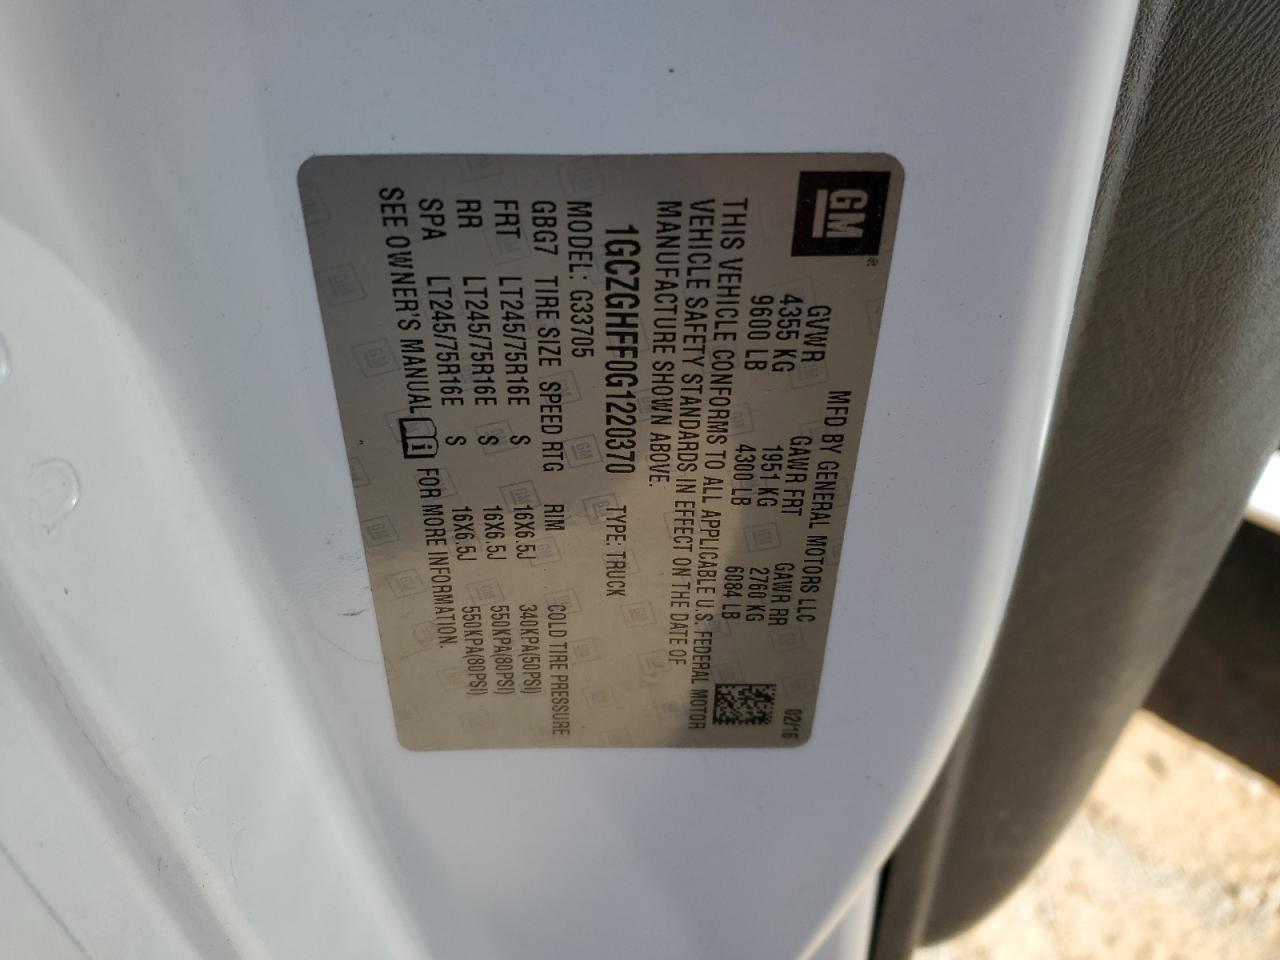 GM
MFD BY GENERAL MOTORS LLC 02/16
GVWR GAWR FRT GAWR RR
4355 KG 1951 KG 2760 KG
9600 LB 4300 LB 6084 LB
THIS VEHICLE CONFORMS TO ALL APPLICABLE U.S. FEDERAL MOTOR
VEHICLE SAFETY STANDARDS IN EFFECT ON THE DATE OF
MANUFACTURE SHOWN ABOVE.
1GCZGHFF0G1220370 TYPE: TRUCK
MODEL: G33705
GBG7 TIRE SIZE SPEED RTG RIM COLD TIRE PRESSURE
FRT LT245/75R16E S 16X6.5J 340KPA(50PSI)
RR LT245/75R16E S 16X6.5J 550KPA(80PSI)
SPA LT245/75R16E S 16X6.5J 550KPA(80PSI)
SEE OWNER'S MANUAL i FOR MORE INFORMATION.